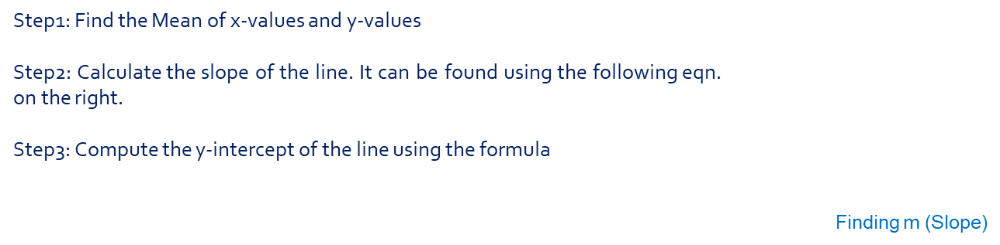 Step1: Find the Mean of x-values and y-values
Step2: Calculate the slope of the line. It can be found using the following eqn.
on the right.
Step3: Compute the y-intercept of the line using the formula
Finding m (Slope)